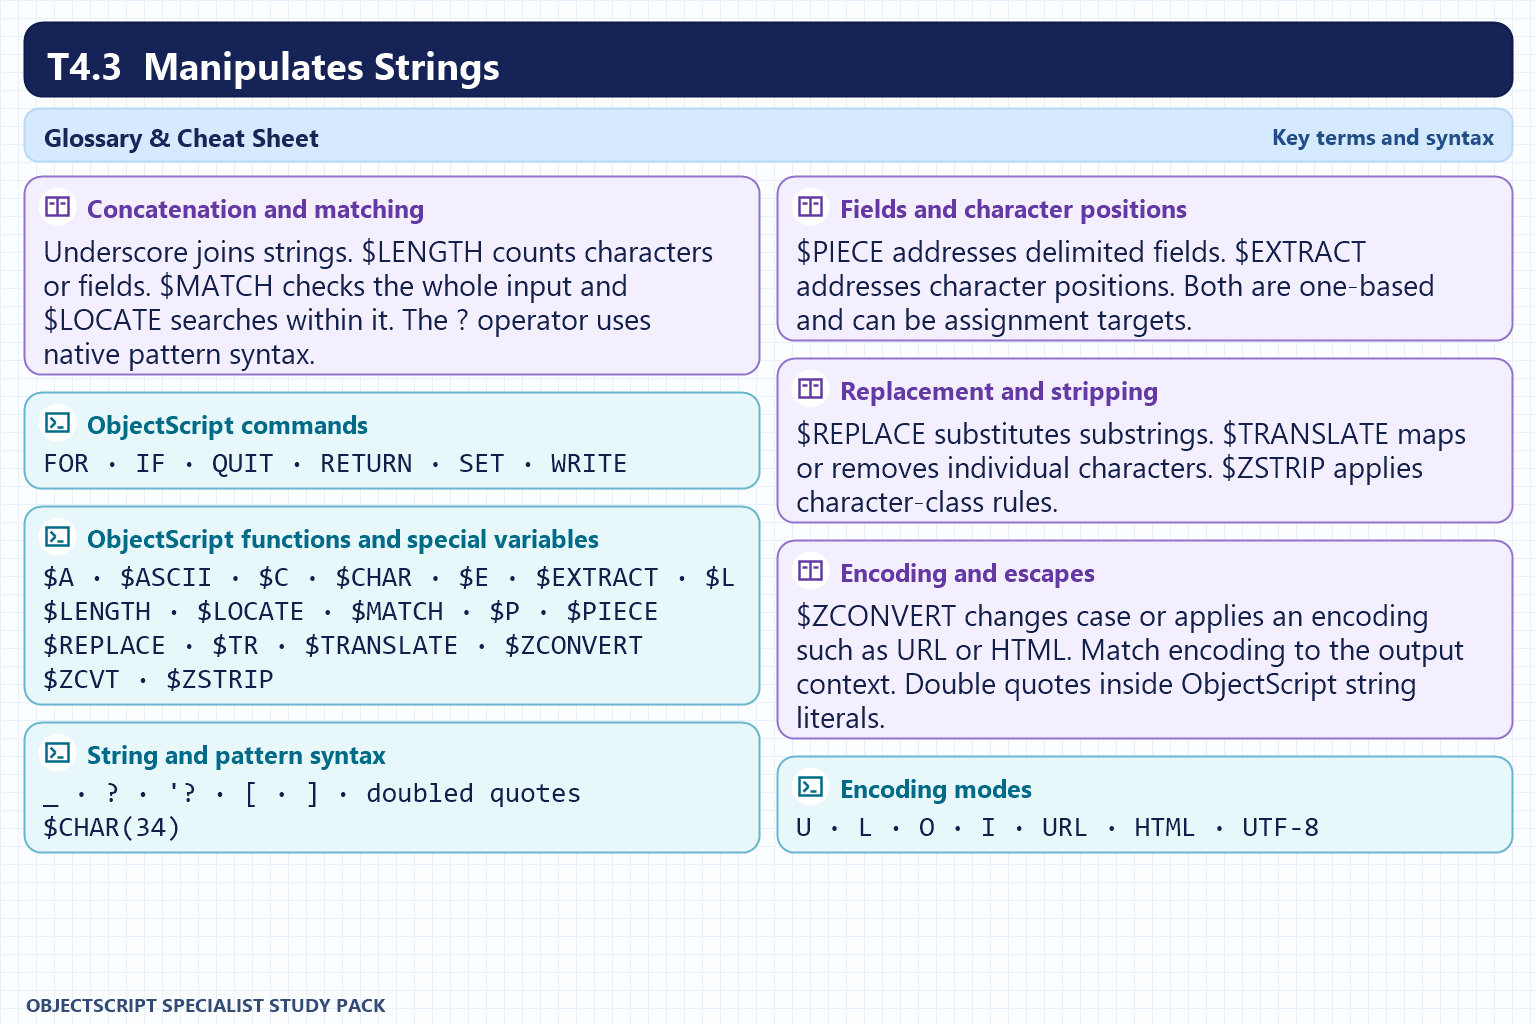 T4.3 Manipulates Strings
Glossary & Cheat Sheet
Key terms and syntax
Concatenation and matching
Underscore joins strings. $LENGTH counts characters
or fields. $MATCH checks the whole input and
$LOCATE searches within it. The ? operator uses
native pattern syntax.
ObjectScript commands
FOR · IF · QUIT · RETURN · SET · WRITE
ObjectScript functions and special variables
$A · $ASCII · $C · $CHAR · $E · $EXTRACT · $L
$LENGTH · $LOCATE · $MATCH · $P · $PIECE
$REPLACE · $TR · $TRANSLATE · $ZCONVERT
$ZCVT · $ZSTRIP
String and pattern syntax
_ · ? · '? · [ · ] · doubled quotes
$CHAR(34)
Fields and character positions
$PIECE addresses delimited fields. $EXTRACT
addresses character positions. Both are one-based
and can be assignment targets.
Replacement and stripping
$REPLACE substitutes substrings. $TRANSLATE maps
or removes individual characters. $ZSTRIP applies
character-class rules.
Encoding and escapes
$ZCONVERT changes case or applies an encoding
such as URL or HTML. Match encoding to the output
context. Double quotes inside ObjectScript string
literals.
Encoding modes
U · L · O · I · URL · HTML · UTF-8
OBJECTSCRIPT SPECIALIST STUDY PACK